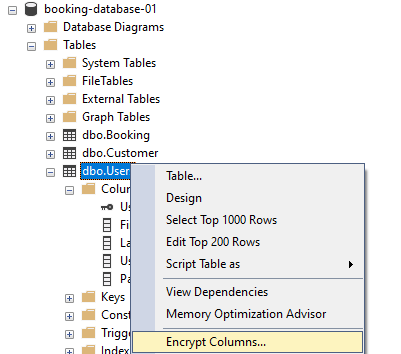 booking-database-01
Database Diagrams
Tables
System Tables
FileTables
External Tables
Graph Tables
dbo.Booking
dbo.Customer
dbo.User
Table...
Colu
Design
Us
Select Top 1000 Rows
Fi
Edit Top 200 Rows
La
Script Table as
Us
Pa
View Dependencies
Keys
Memory Optimization Advisor
Const
Trigge
Encrypt Columns...
Index